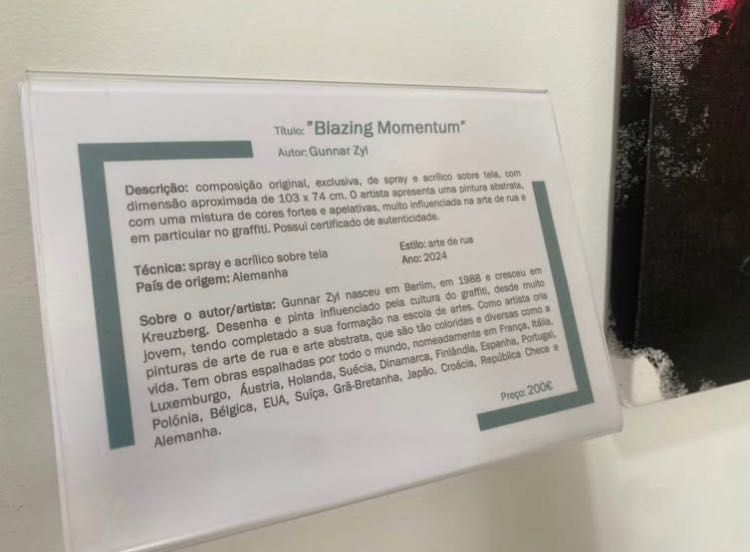 Título: "Blazing Momentum"
Autor: Gunnar Zyl
Descrição: composição original, exclusiva, de spray e acrílico sobre tela, com
dimensão aproximada de 103 x 74 cm. O artista apresenta uma pintura abstrata,
com uma mistura de cores fortes e apelativas, muito influenciada na arte de rua e
em particular no graffiti. Possui certificado de autenticidade.
Técnica: spray e acrílico sobre tela
Estilo: arte de rua
País de origem: Alemanha
Ano: 2024
Sobre o autor/artista: Gunnar Zyl nasceu em Berlim, em 1988 e cresceu em
Kreuzberg. Desenha e pinta influenciado pela cultura do graffiti, desde muito
jovem, tendo completado a sua formação na escola de artes. Como artista cria
pinturas de arte de rua e arte abstrata, que são tão coloridas e diversas como a
vida. Tem obras espalhadas por todo o mundo, nomeadamente em França, Itália,
Luxemburgo, Áustria, Holanda, Suécia, Dinamarca, Finlândia, Espanha, Portugal,
Polónia, Bélgica, EUA, Suíça, Grã-Bretanha, Japão, Croácia, República Checa e
Alemanha.
Preço: 200€